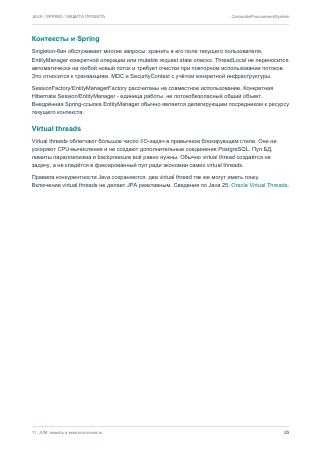 JAVA / SPRING / ЗАЩИТА ПРОЕКТА
CorporateProcurementSystem
Контексты и Spring
Singleton-бин обслуживает многие запросы: хранить в его поле текущего пользователя,
EntityManager конкретной операции или mutable request state опасно. ThreadLocal не переносится
автоматически на любой новый поток и требует очистки при повторном использовании потоков.
Это относится к транзакциям, MDC и SecurityContext с учётом конкретной инфраструктуры.
SessionFactory/EntityManagerFactory рассчитаны на совместное использование. Конкретная
Hibernate Session/EntityManager - единица работы, не потокобезопасный общий объект.
Внедрённая Spring-ссылка EntityManager обычно является делегирующим посредником к ресурсу
текущего контекста.
Virtual threads
Virtual threads облегчают большое число I/O-задач в привычном блокирующем стиле. Они не
ускоряют CPU-вычисления и не создают дополнительные соединения PostgreSQL. Пул БД,
лимиты параллелизма и backpressure всё равно нужны. Обычно virtual thread создаётся на
задачу, а не кладётся в фиксированный пул ради экономии самих virtual threads.
Правила конкурентности Java сохраняются: два virtual thread так же могут иметь гонку.
Включение virtual threads не делает JPA реактивным. Сведения по Java 25: Oracle Virtual Threads.
11. JVM, память и многопоточность
35